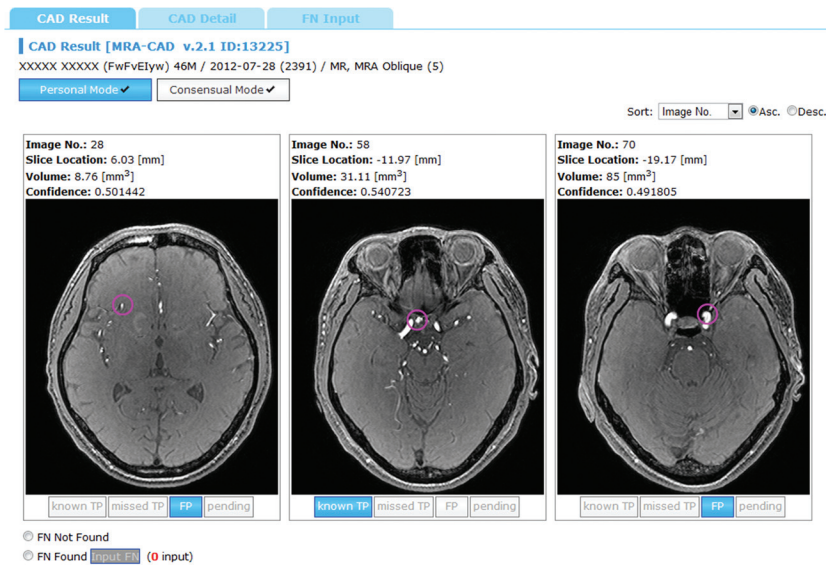 CAD Result CAD Detail FN Input
CAD Result [MRA-CAD v.2.1 ID:13225]
XXXXX XXXXX (FwFvEIyw) 46M / 2012-07-28 (2391) / MR, MRA Oblique (5)
Personal Mode✔ Consensual Mode✔
Sort: Image No. Asc. Desc.
Image No.: 28
Slice Location: 6.03 [mm]
Volume: 8.76 [mm³]
Confidence: 0.501442
known TP missed TP FP pending
Image No.: 58
Slice Location: -11.97 [mm]
Volume: 31.11 [mm³]
Confidence: 0.540723
known TP missed TP FP pending
Image No.: 70
Slice Location: -19.17 [mm]
Volume: 85 [mm³]
Confidence: 0.491805
known TP missed TP FP pending
FN Not Found
FN Found Input FN (0 input)